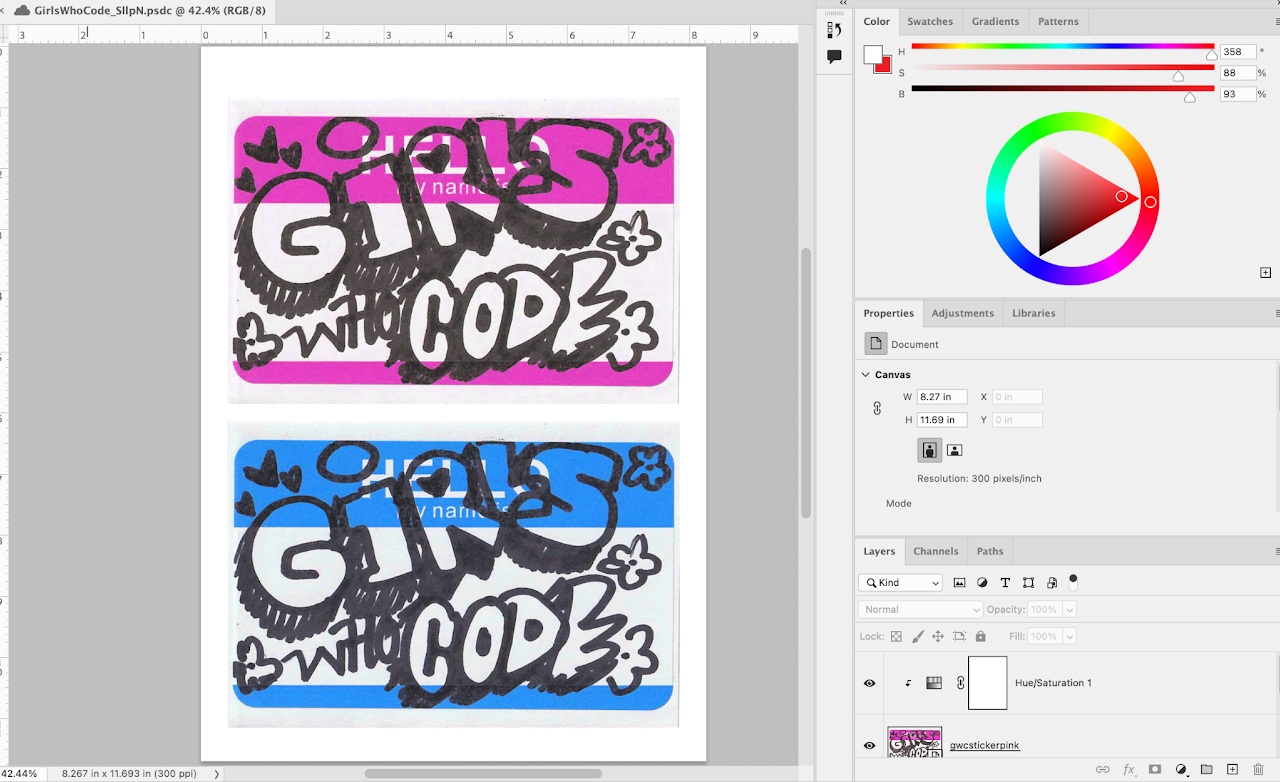 GirlsWhoCode_SllpN.psdc @ 42.4% (RGB/8)
3 2 1 0 1 2 3 4 5 6 7 8 9
HELLO
my name is
GIRLS
WHO CODE
HELLO
my name is
GIRLS
WHO CODE
42.44% 8.267 in x 11.693 in (300 ppi)
Color Swatches Gradients Patterns
H 358 °
S 88 %
B 93 %
Properties Adjustments Libraries
Document
Canvas
W 8.27 in X 0 in
H 11.69 in Y 0 in
Resolution: 300 pixels/inch
Mode
Layers Channels Paths
Kind
Normal Opacity: 100%
Lock: Fill: 100%
Hue/Saturation 1
gwcstickerpink
fx